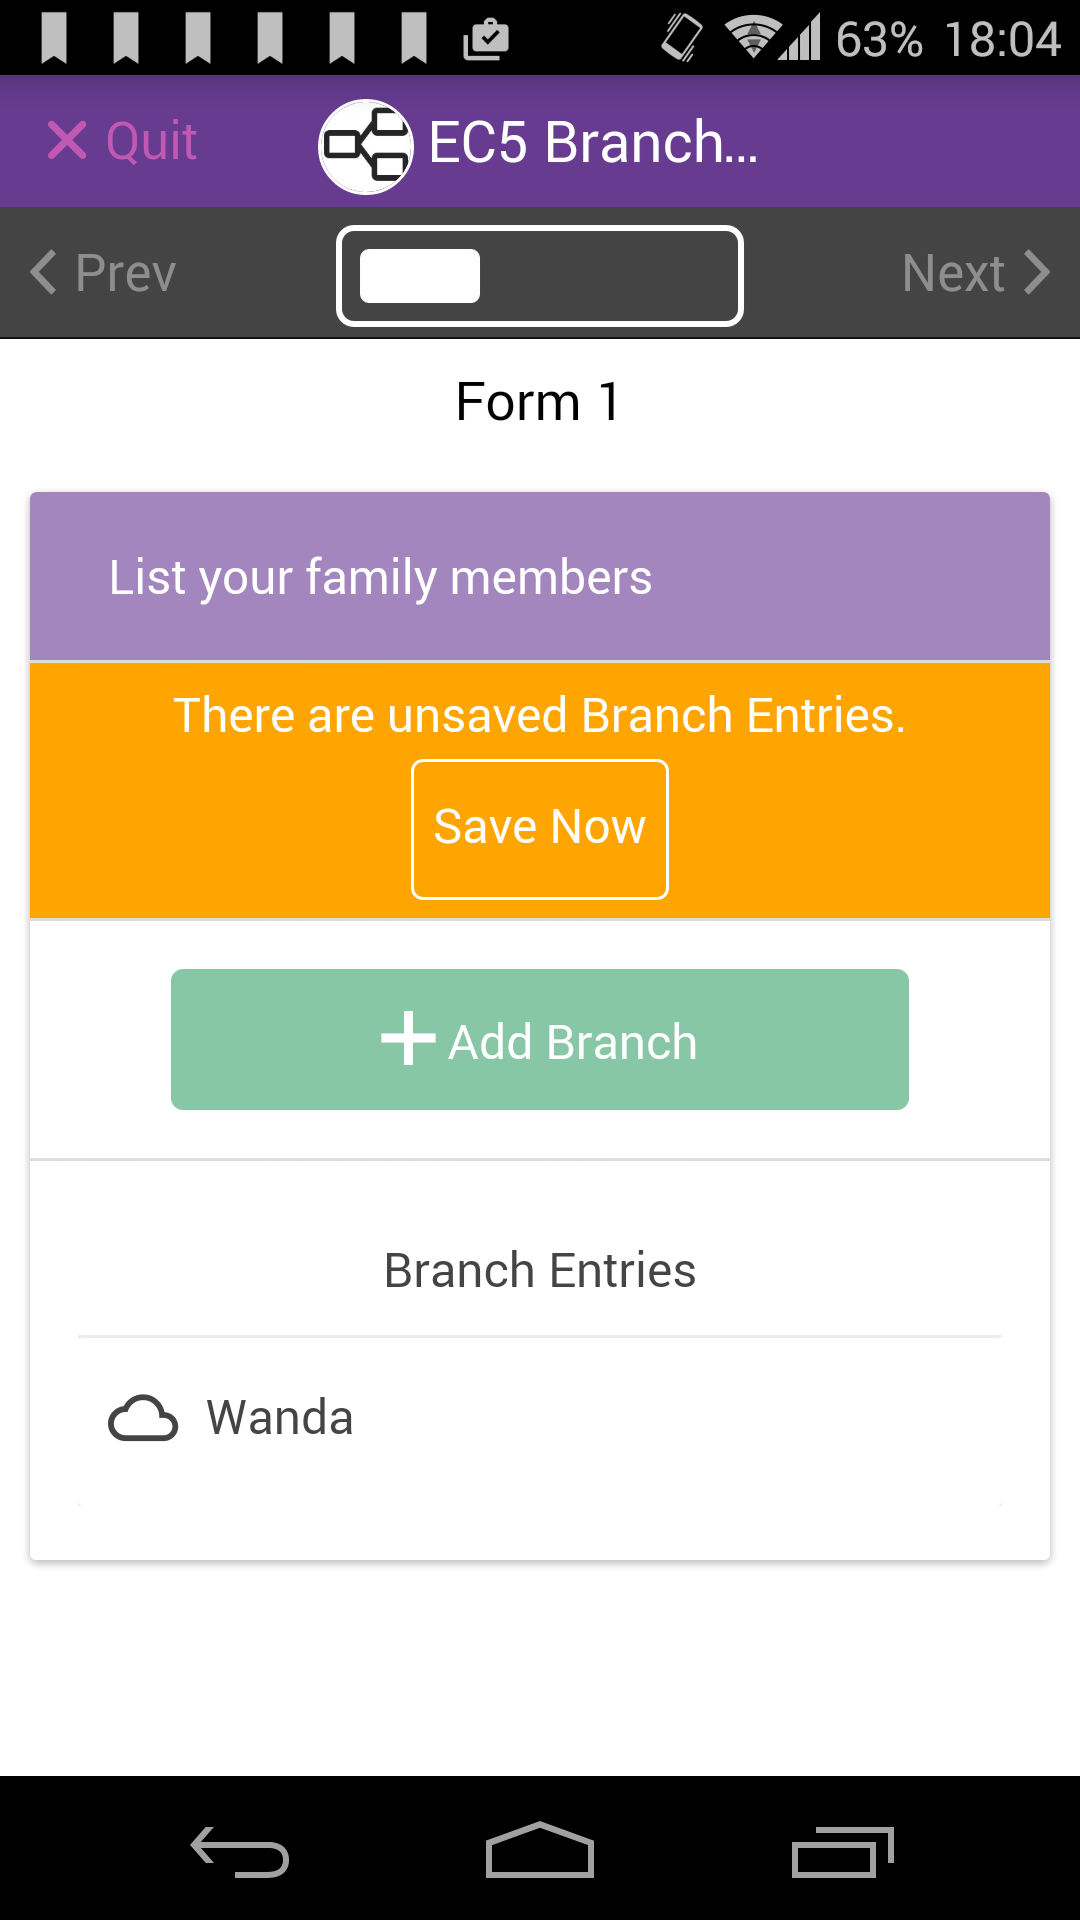 63% 18:04
Quit EC5 Branch...
Prev Next
Form 1
List your family members
There are unsaved Branch Entries.
Save Now
Add Branch
Branch Entries
Wanda